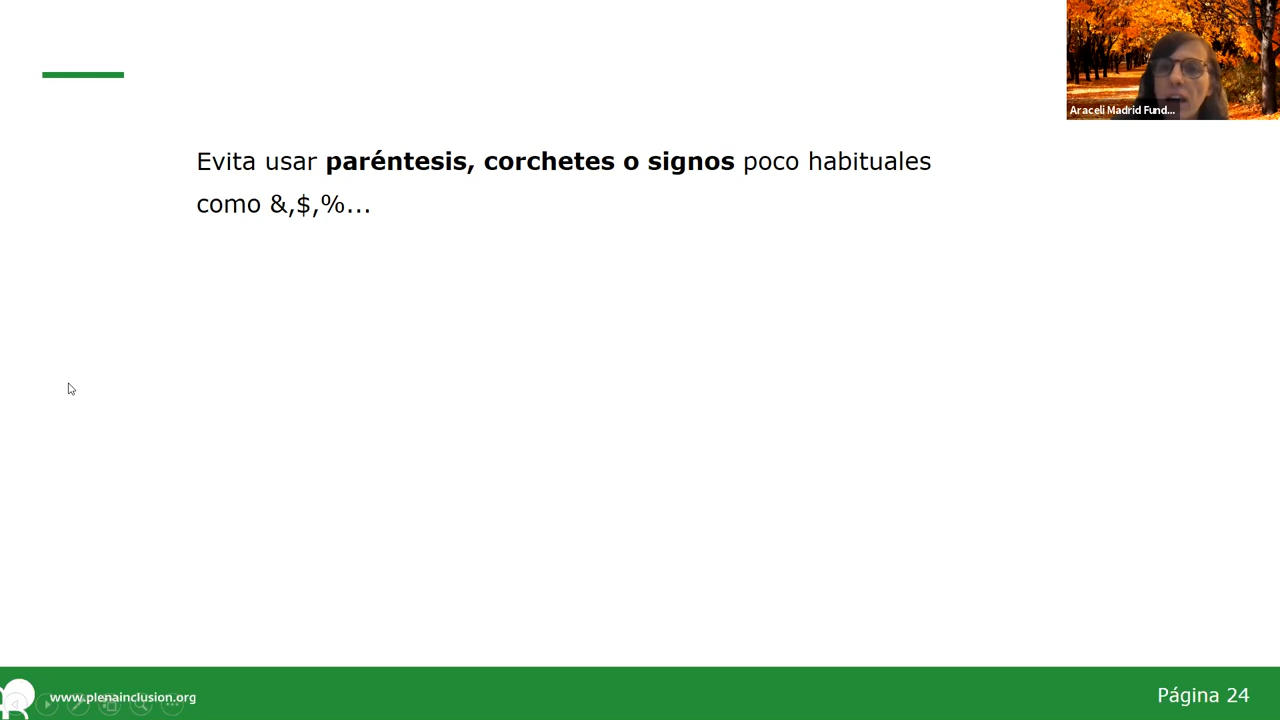 Araceli Madrid Fund...
Evita usar paréntesis, corchetes o signos poco habituales
como &,$,%...
www.plenainclusion.org
Página 24